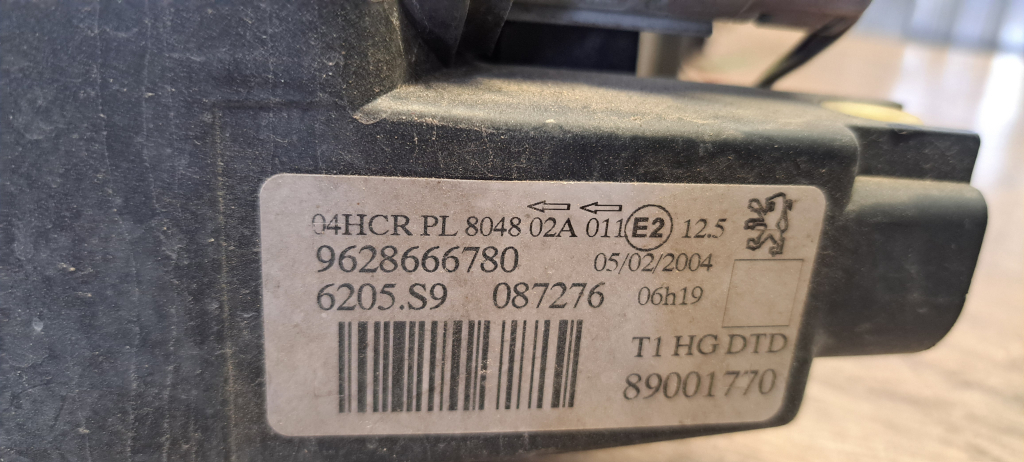 04HCR PL 8048 02A 011 E2 12.5
9628666780 05/02/2004
6205.S9 087276 06h19
T1 HG DTD
89001770